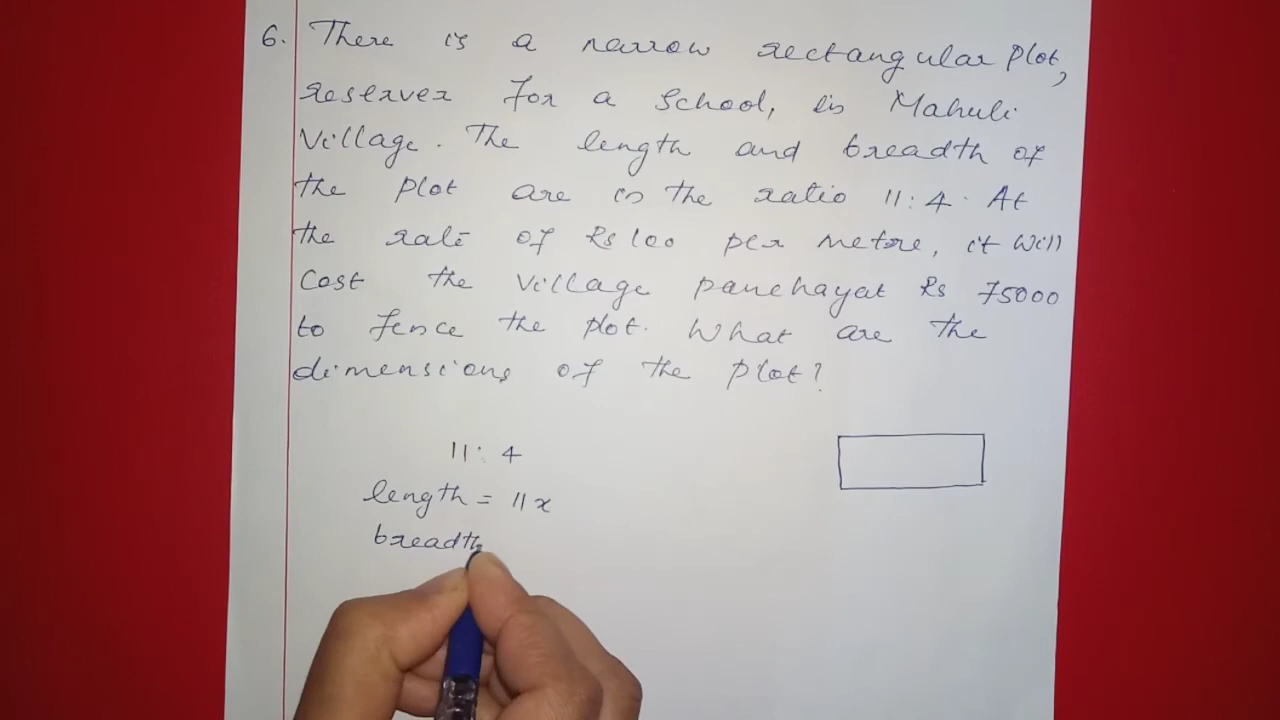 6. There is a narrow rectangular plot,
reserver for a school, in Mahuli
Village. The length and breadth of
the plot are in the ratio 11:4. At
the rate of Rs 100 per metre, it will
Cost the village panchayat Rs 75000
to fence the plot. What are the
dimensions of the plot?
11:4
length = 11x
breadth